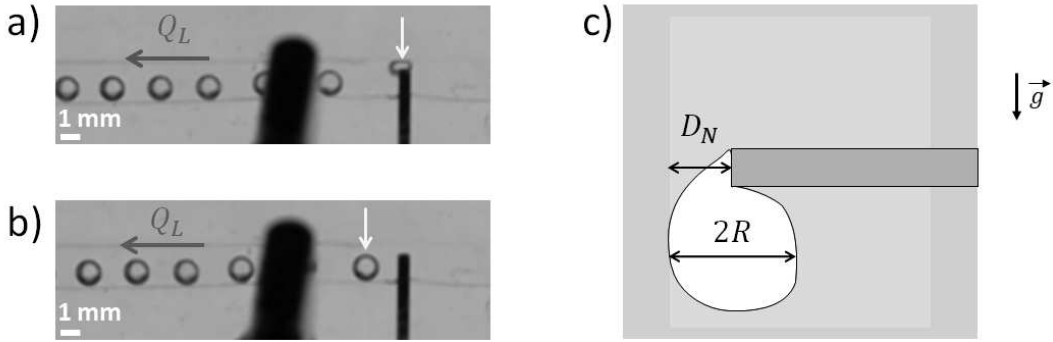 a)
Q_L
1 mm
b)
Q_L
1 mm
c)
D_N
2R
g⃗